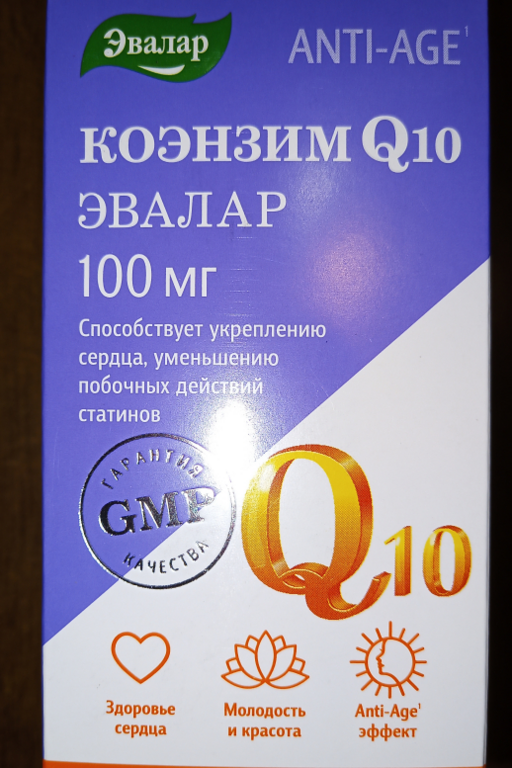 Эвалар
ANTI-AGE¹
КОЭНЗИМ Q10
ЭВАЛАР
100 мг
Способствует укреплению
сердца, уменьшению
побочных действий
статинов
ГАРАНТИЯ
GMP
КАЧЕСТВА
Q10
Здоровье
сердца
Молодость
и красота
Anti-Age¹
эффект